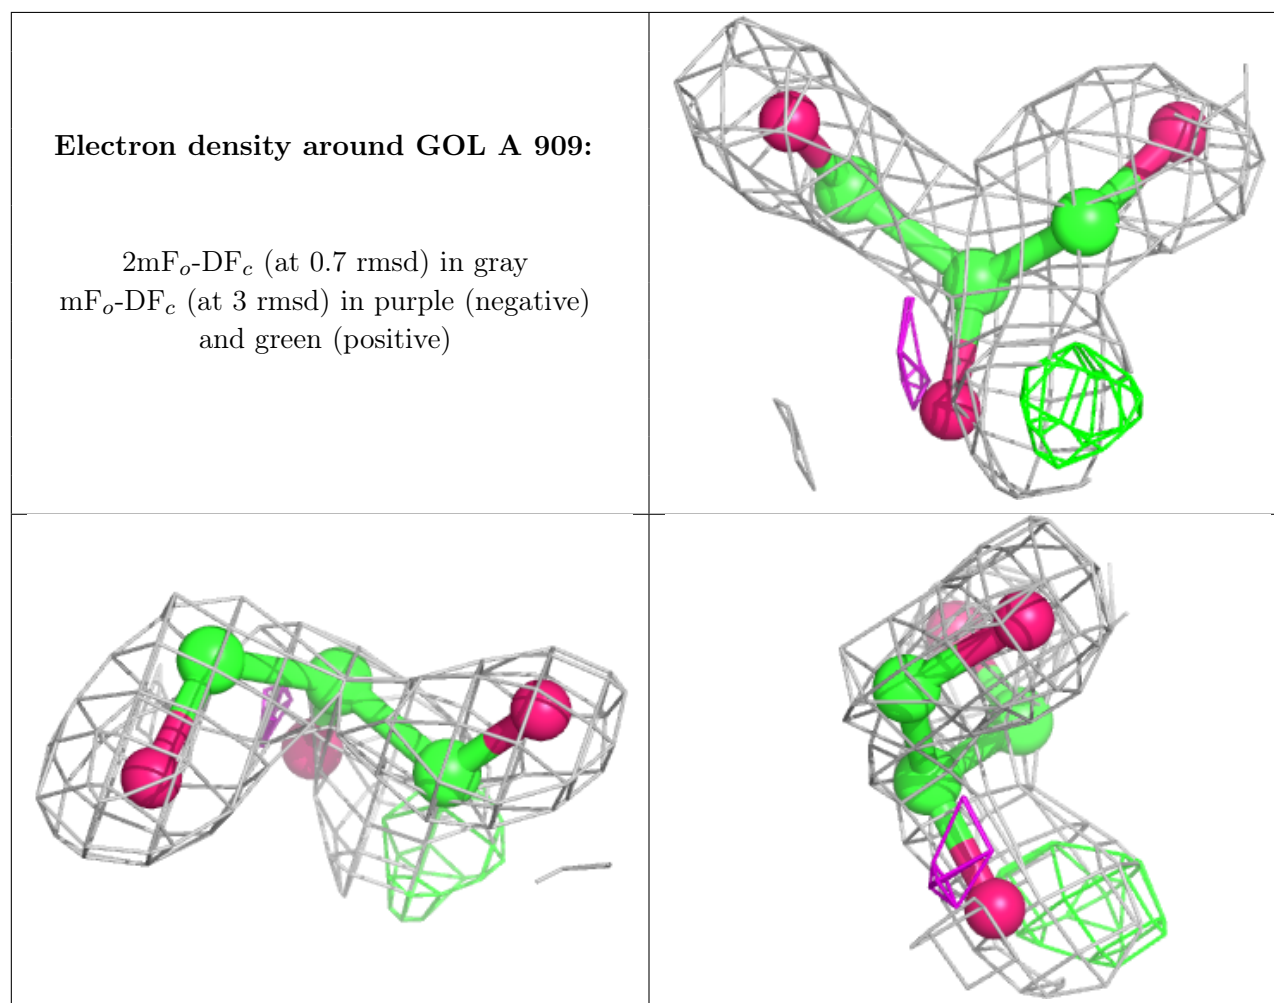 Electron density around GOL A 909:
2mFo-DFc (at 0.7 rmsd) in gray
mFo-DFc (at 3 rmsd) in purple (negative)
and green (positive)